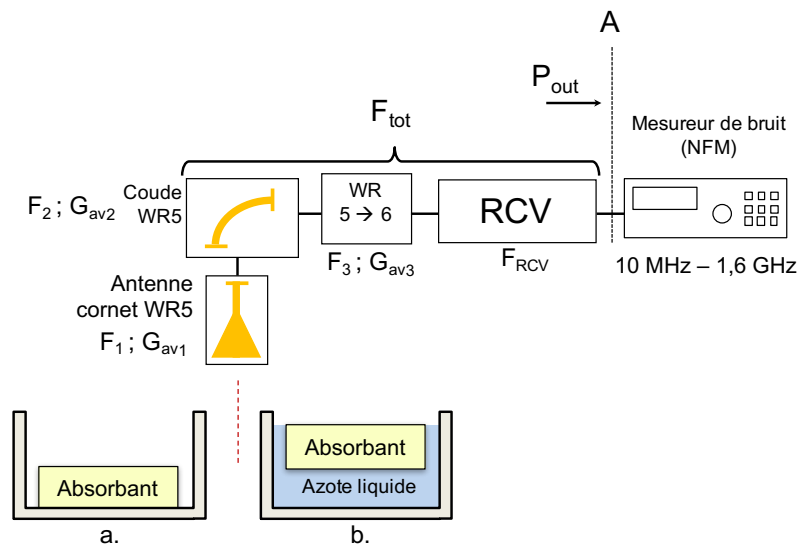 A
P_out
F_tot
Mesureur de bruit
(NFM)
Coude
WR5
F_2 ; G_av2
WR
5 → 6
RCV
F_3 ; G_av3
F_RCV
10 MHz – 1,6 GHz
Antenne
cornet WR5
F_1 ; G_av1
Absorbant
Absorbant
Azote liquide
a.
b.